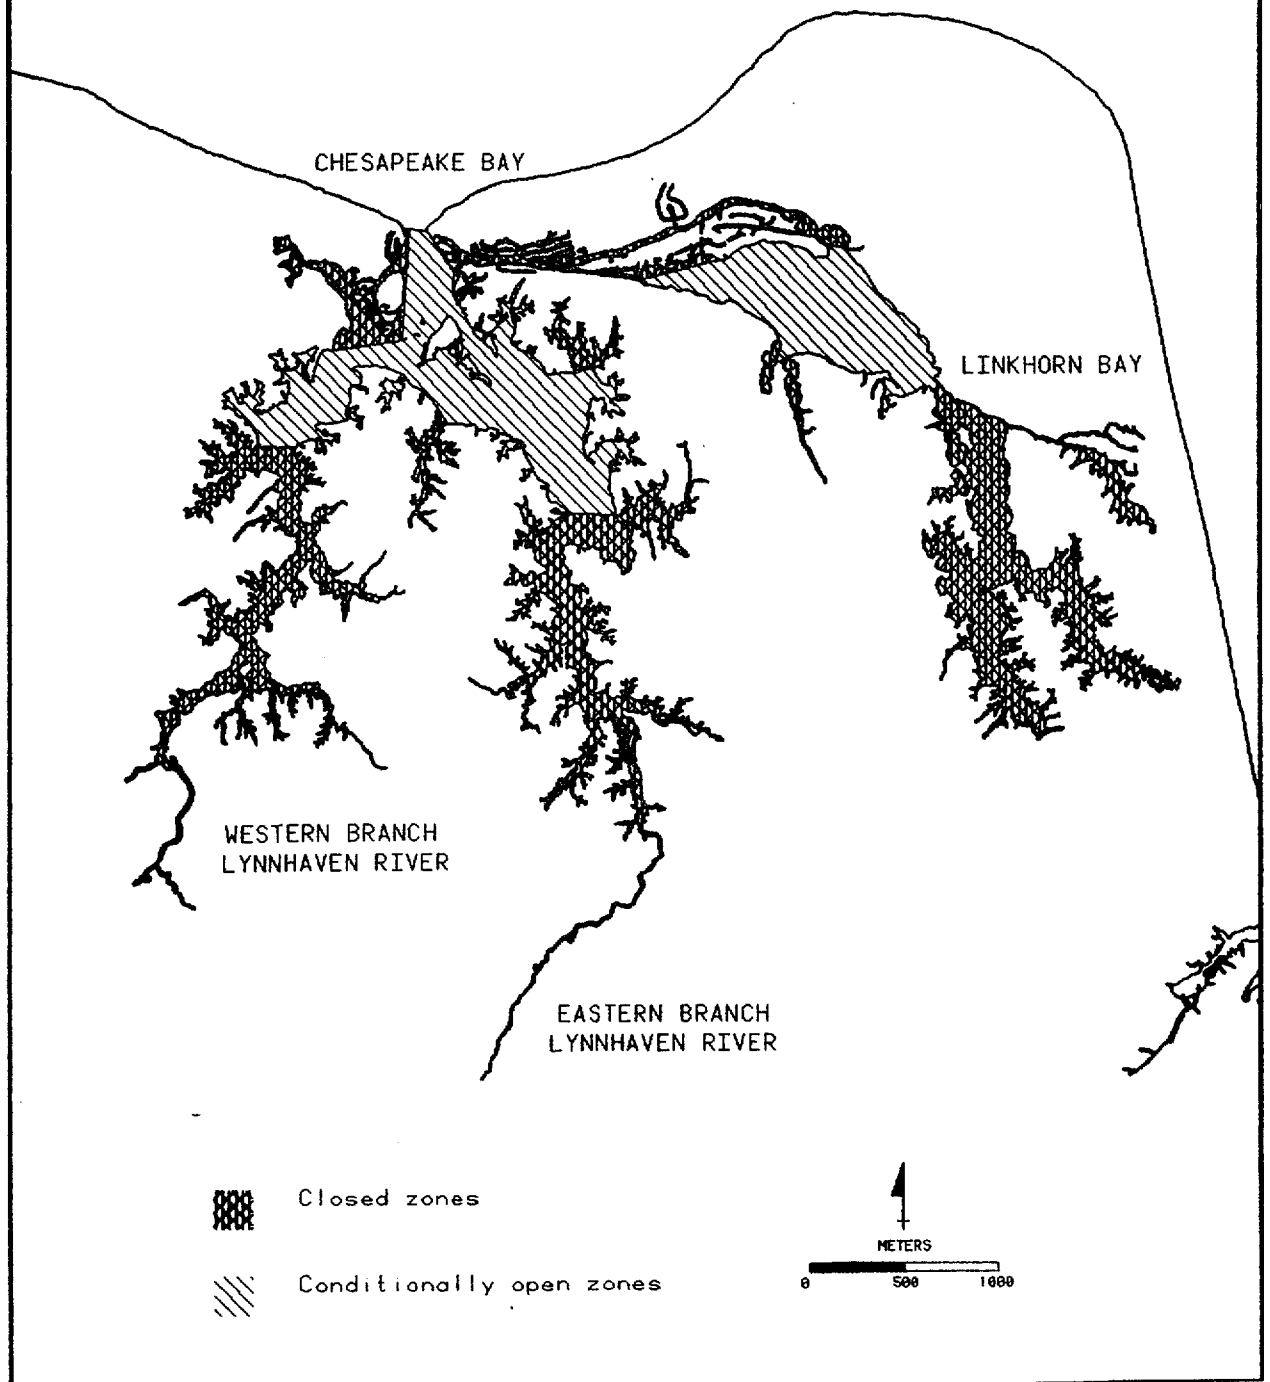 CHESAPEAKE BAY
LINKHORN BAY
WESTERN BRANCH
LYNNHAVEN RIVER
EASTERN BRANCH
LYNNHAVEN RIVER
Closed zones
Conditionally open zones
METERS
0 500 1000